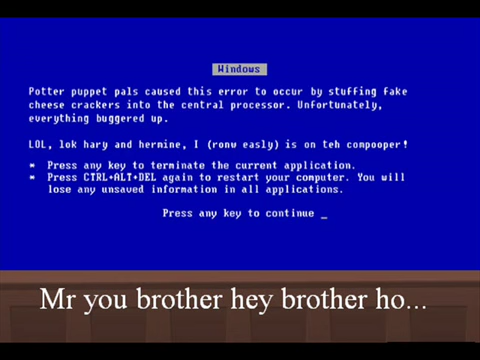 Windows
Potter puppet pals caused this error to occur by stuffing fake
cheese crackers into the central processor. Unfortunately,
everything buggered up.
LOL, lok hary and hermine, I (ronw easly) is on teh compooper!
* Press any key to terminate the current application.
* Press CTRL+ALT+DEL again to restart your computer. You will
lose any unsaved information in all applications.
Press any key to continue _
Mr you brother hey brother ho...